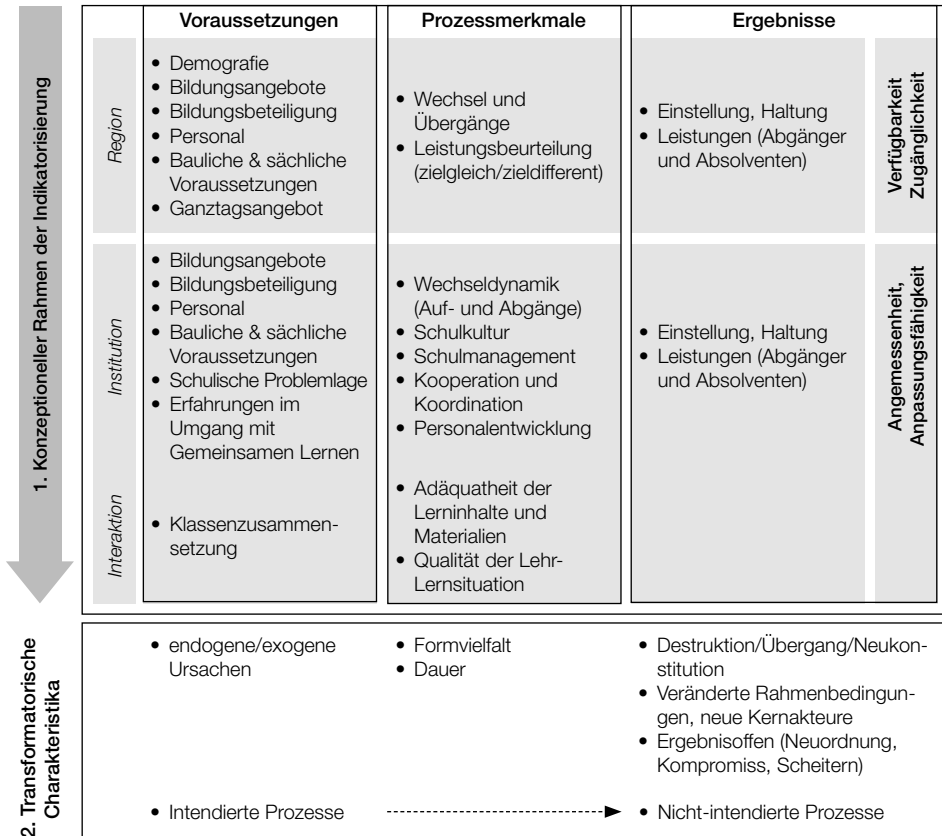 1. Konzeptioneller Rahmen der Indikatorisierung
Voraussetzungen
Prozessmerkmale
Ergebnisse
Region
• Demografie
• Bildungsangebote
• Bildungsbeteiligung
• Personal
• Bauliche & sächliche
Voraussetzungen
• Ganztagsangebot
• Wechsel und
Übergänge
• Leistungsbeurteilung
(zielgleich/zieldifferent)
• Einstellung, Haltung
• Leistungen (Abgänger
und Absolventen)
Verfügbarkeit
Zugänglichkeit
Institution
• Bildungsangebote
• Bildungsbeteiligung
• Personal
• Bauliche & sächliche
Voraussetzungen
• Schulische Problemlage
• Erfahrungen im
Umgang mit
Gemeinsamen Lernen
• Wechseldynamik
(Auf- und Abgänge)
• Schulkultur
• Schulmanagement
• Kooperation und
Koordination
• Personalentwicklung
• Einstellung, Haltung
• Leistungen (Abgänger
und Absolventen)
Angemessenheit,
Anpassungsfähigkeit
Interaktion
• Klassenzusammen-
setzung
• Adäquatheit der
Lerninhalte und
Materialien
• Qualität der Lehr-
Lernsituation
2. Transformatorische
Charakteristika
• endogene/exogene
Ursachen
• Formvielfalt
• Dauer
• Destruktion/Übergang/Neukon-
stitution
• Veränderte Rahmenbedingun-
gen, neue Kernakteure
• Ergebnisoffen (Neuordnung,
Kompromiss, Scheitern)
• Intendierte Prozesse
• Nicht-intendierte Prozesse